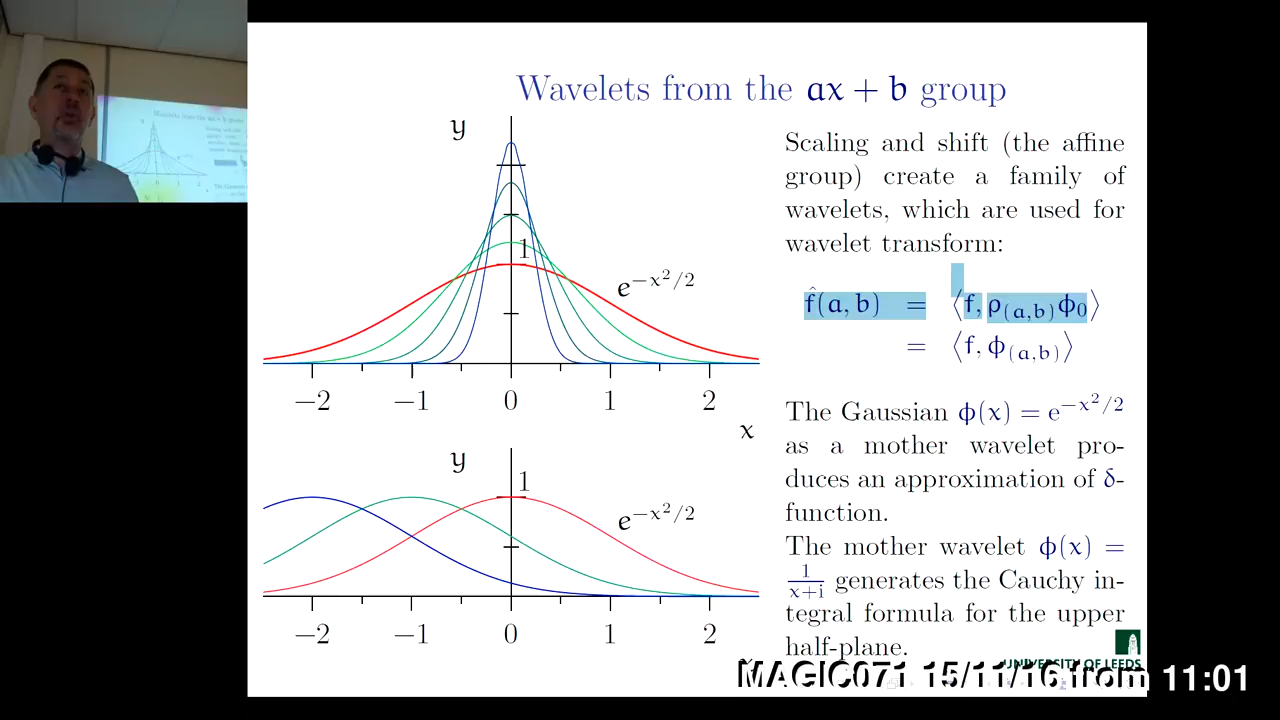 Wavelets from the ax + b group
y
1
e^{−x²/2}
−2 −1 0 1 2
x
y
1
e^{−x²/2}
−2 −1 0 1 2
Scaling and shift (the affine
group) create a family of
wavelets, which are used for
wavelet transform:
f̂(a, b) = ⟨f, ρ_{(a,b)}ϕ₀⟩
= ⟨f, ϕ_{(a,b)}⟩
The Gaussian ϕ(x) = e^{−x²/2}
as a mother wavelet pro-
duces an approximation of δ-
function.
The mother wavelet ϕ(x) =
1/(x+i) generates the Cauchy in-
tegral formula for the upper
half-plane.
UNIVERSITY OF LEEDS
MAGIC071 15/11/16 from 11:01